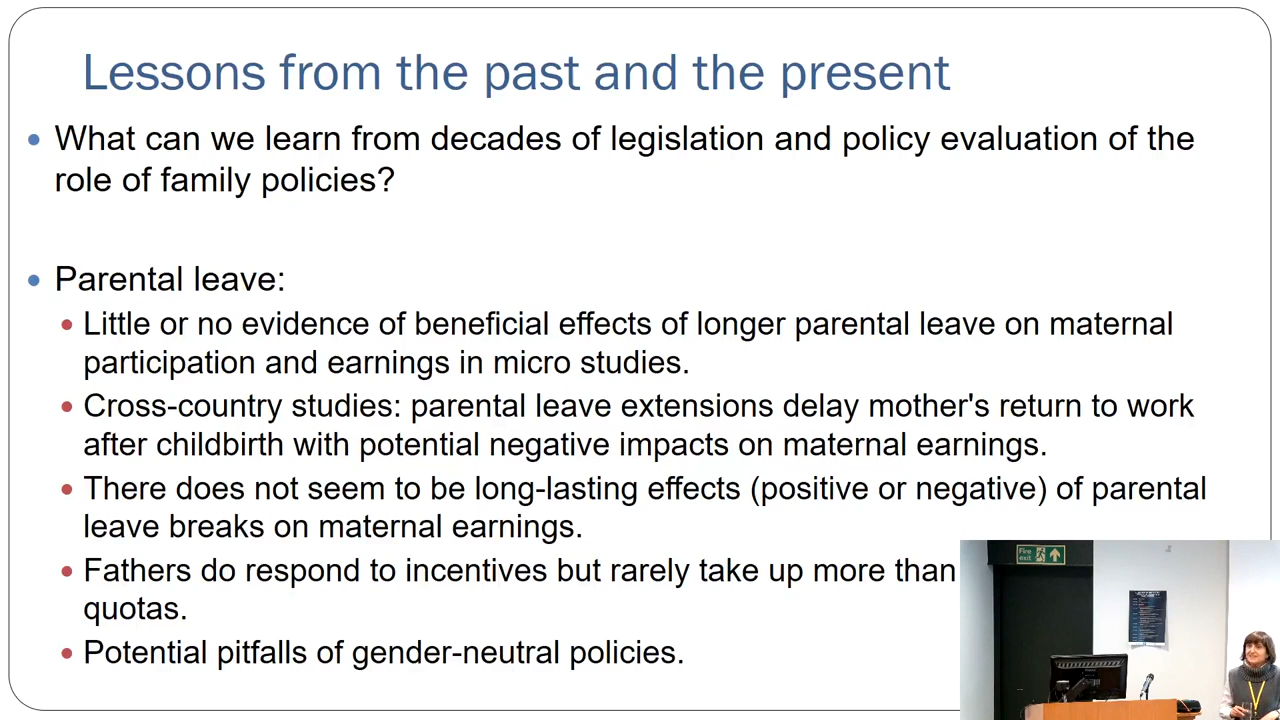 Lessons from the past and the present
• What can we learn from decades of legislation and policy evaluation of the
role of family policies?
• Parental leave:
• Little or no evidence of beneficial effects of longer parental leave on maternal
participation and earnings in micro studies.
• Cross-country studies: parental leave extensions delay mother's return to work
after childbirth with potential negative impacts on maternal earnings.
• There does not seem to be long-lasting effects (positive or negative) of parental
leave breaks on maternal earnings.
• Fathers do respond to incentives but rarely take up more than
quotas.
• Potential pitfalls of gender-neutral policies.
Fire
exit